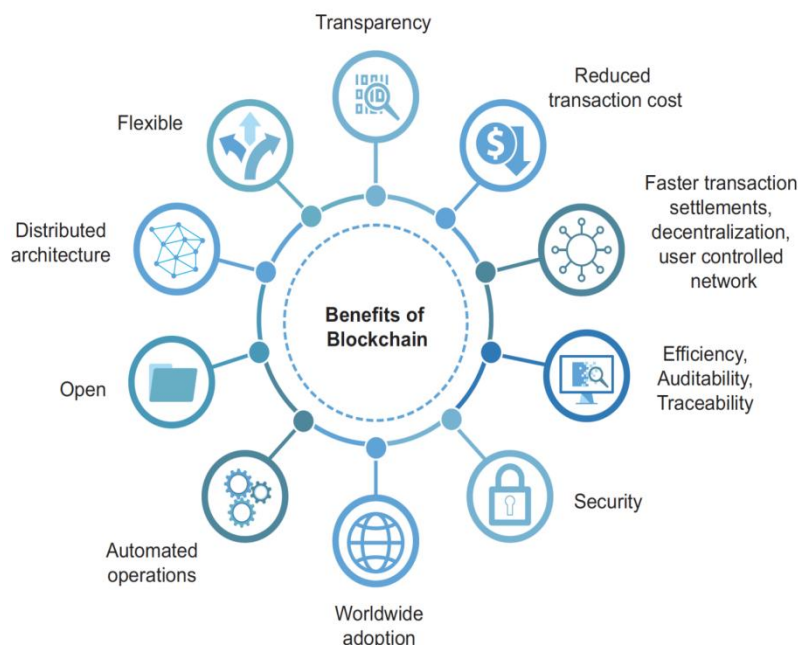 Transparency
Reduced
transaction cost
Faster transaction
settlements,
decentralization,
user controlled
network
Efficiency,
Auditability,
Traceability
Security
Worldwide
adoption
Automated
operations
Open
Distributed
architecture
Flexible
Benefits of
Blockchain
ID
$